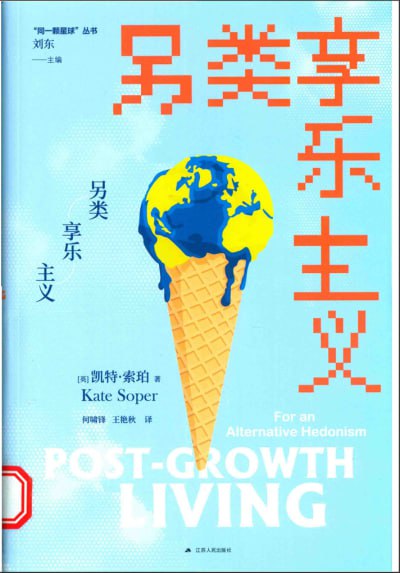 “同一颗星球”丛书
刘东
——主编
另类享乐主义
另类
享乐
主义
[英] 凯特·索珀 著
Kate Soper
何啸锋 王艳秋 译
For an
Alternative Hedonism
POST-GROWTH
LIVING
江苏人民出版社